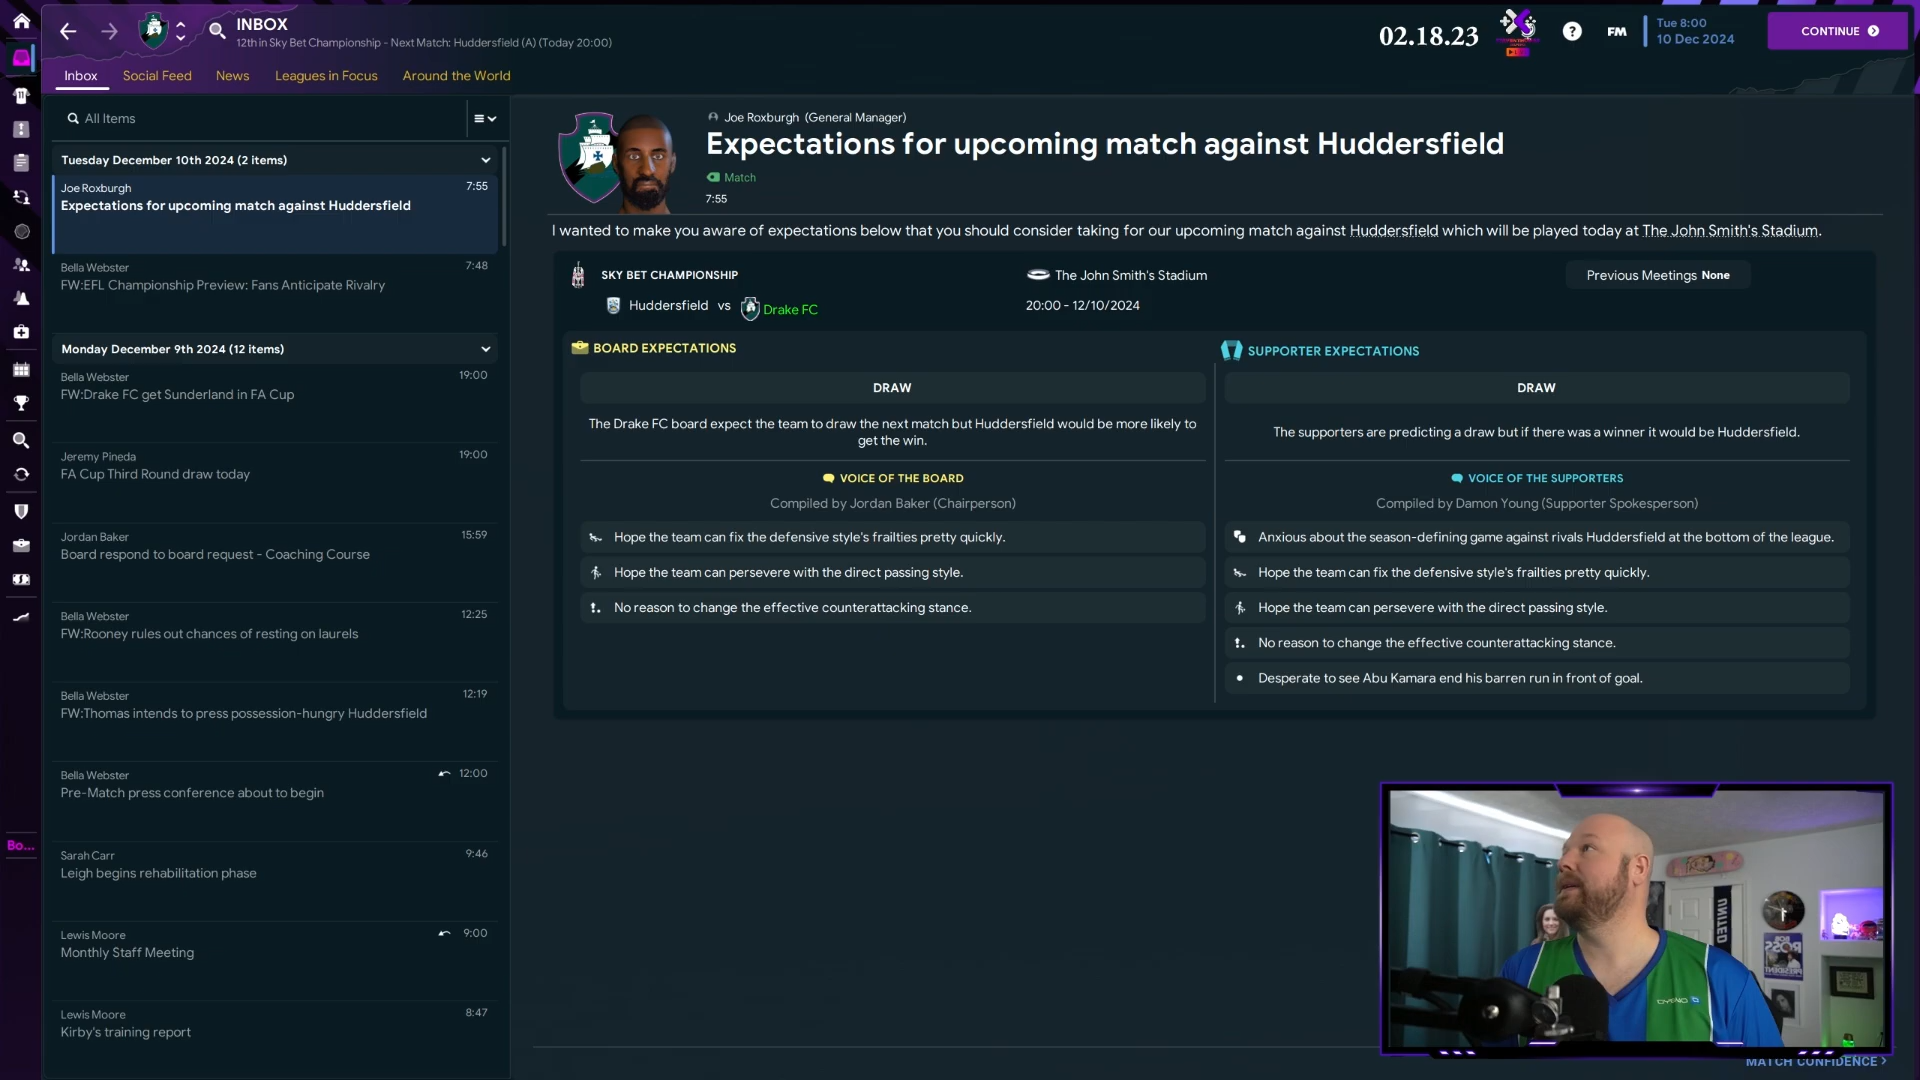 INBOX
12th in Sky Bet Championship - Next Match: Huddersfield (A) (Today 20:00)
02.18.23
FM
Tue 8:00
10 Dec 2024
CONTINUE
Inbox
Social Feed
News
Leagues in Focus
Around the World
All Items
Tuesday December 10th 2024 (2 items)
Joe Roxburgh
7:55
Expectations for upcoming match against Huddersfield
Bella Webster
7:48
FW:EFL Championship Preview: Fans Anticipate Rivalry
Monday December 9th 2024 (12 items)
Bella Webster
19:00
FW:Drake FC get Sunderland in FA Cup
Jeremy Pineda
19:00
FA Cup Third Round draw today
Jordan Baker
15:59
Board respond to board request - Coaching Course
Bella Webster
12:25
FW:Rooney rules out chances of resting on laurels
Bella Webster
12:19
FW:Thomas intends to press possession-hungry Huddersfield
Bella Webster
12:00
Pre-Match press conference about to begin
Sarah Carr
9:46
Leigh begins rehabilitation phase
Lewis Moore
9:00
Monthly Staff Meeting
Lewis Moore
8:47
Kirby's training report
Bo...
Joe Roxburgh (General Manager)
Expectations for upcoming match against Huddersfield
Match
7:55
I wanted to make you aware of expectations below that you should consider taking for our upcoming match against Huddersfield which will be played today at The John Smith's Stadium.
SKY BET CHAMPIONSHIP
The John Smith's Stadium
Previous Meetings None
Huddersfield vs Drake FC
20:00 - 12/10/2024
BOARD EXPECTATIONS
DRAW
The Drake FC board expect the team to draw the next match but Huddersfield would be more likely to
get the win.
VOICE OF THE BOARD
Compiled by Jordan Baker (Chairperson)
Hope the team can fix the defensive style's frailties pretty quickly.
Hope the team can persevere with the direct passing style.
No reason to change the effective counterattacking stance.
SUPPORTER EXPECTATIONS
DRAW
The supporters are predicting a draw but if there was a winner it would be Huddersfield.
VOICE OF THE SUPPORTERS
Compiled by Damon Young (Supporter Spokesperson)
Anxious about the season-defining game against rivals Huddersfield at the bottom of the league.
Hope the team can fix the defensive style's frailties pretty quickly.
Hope the team can persevere with the direct passing style.
No reason to change the effective counterattacking stance.
Desperate to see Abu Kamara end his barren run in front of goal.
UNITED
BOB
ROSS
PRESIDENT
MATCH CONFIDENCE